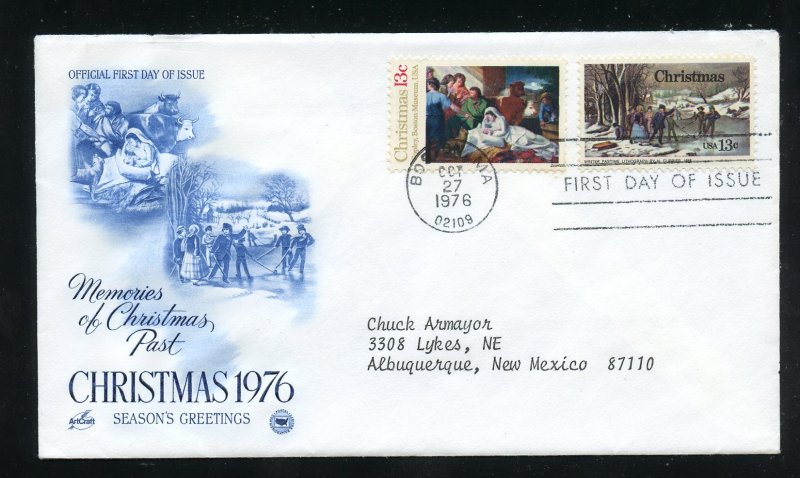 OFFICIAL FIRST DAY OF ISSUE
Christmas 13c
Copley, Boston Museum, USA
Christmas
USA 13c
BOSTON, MA
OCT
27
1976
02109
FIRST DAY OF ISSUE
Memories
of Christmas
Past
CHRISTMAS 1976
ArtCraft
SEASON'S GREETINGS
Chuck Armayor
3308 Lykes, NE
Albuquerque, New Mexico 87110